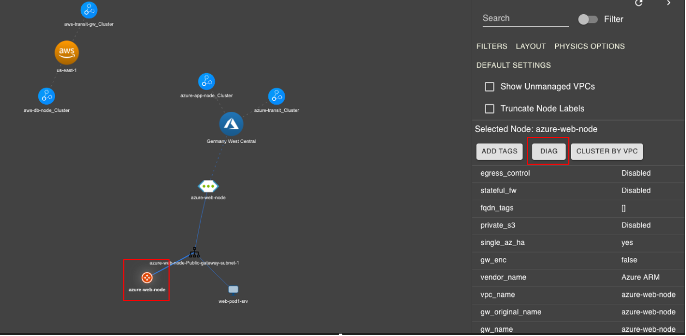 aws-transit-gw_Cluster
aws
us-east-1
aws-db-node_Cluster
azure-app-node_Cluster
azure-transit_Cluster
Germany West Central
azure-web-node
azure-web-node-Public-gateway-subnet-1
azure-web-node
web-pod1-srv
Search
Filter
FILTERS LAYOUT PHYSICS OPTIONS
DEFAULT SETTINGS
Show Unmanaged VPCs
Truncate Node Labels
Selected Node: azure-web-node
ADD TAGS DIAG CLUSTER BY VPC
egress_control Disabled
stateful_fw Disabled
fqdn_tags []
private_s3 Disabled
single_az_ha yes
gw_enc false
vendor_name Azure ARM
vpc_name azure-web-node
gw_original_name azure-web-node
gw_name azure-web-node